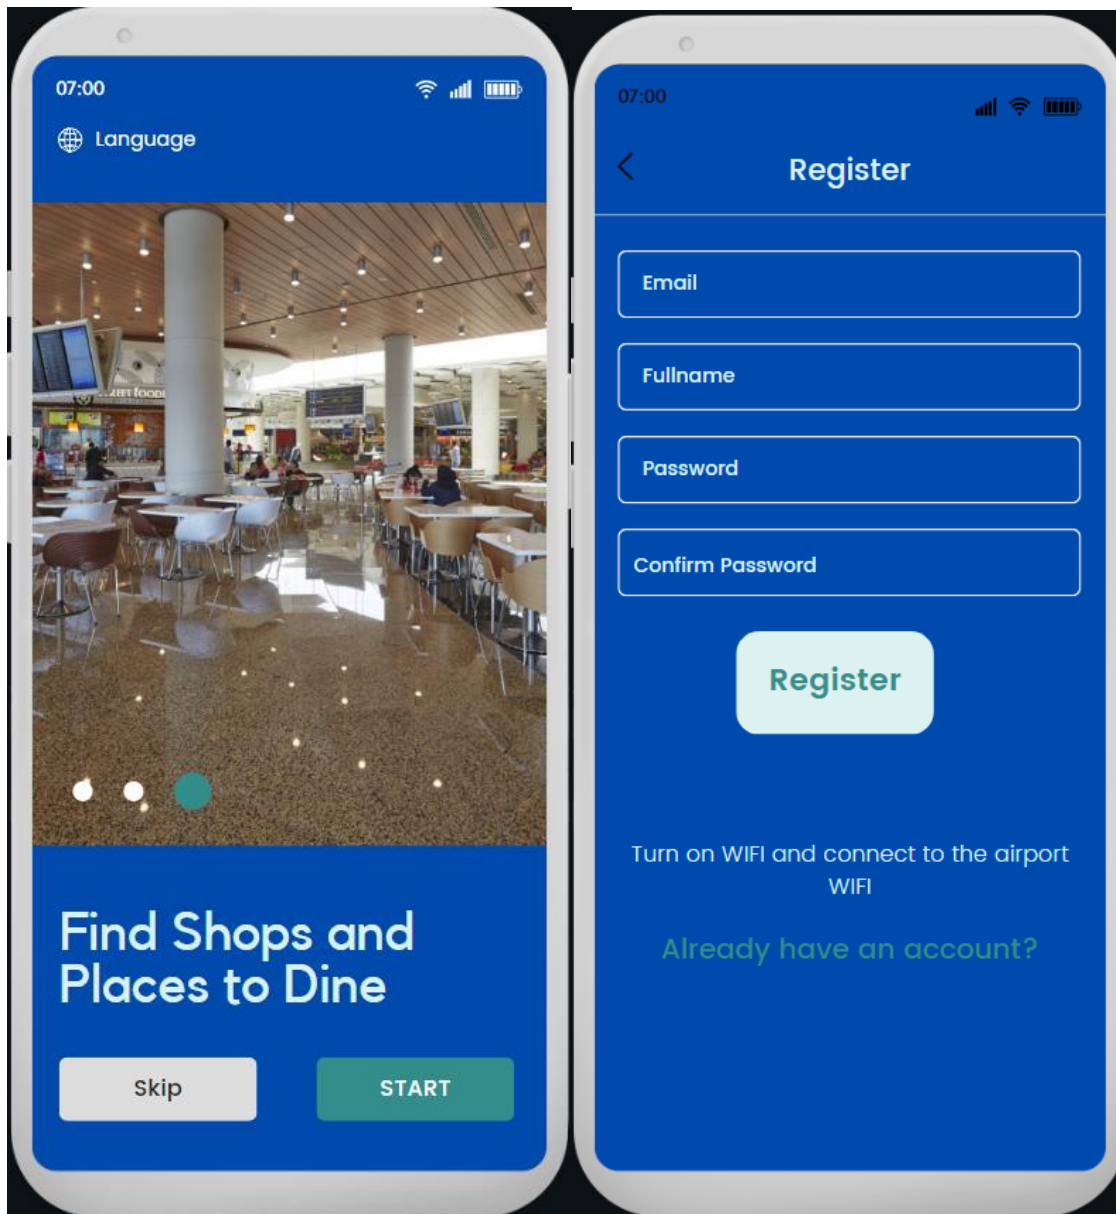 07:00
Language
Find Shops and
Places to Dine
Skip
START
07:00
Register
Email
Fullname
Password
Confirm Password
Register
Turn on WIFI and connect to the airport
WIFI
Already have an account?